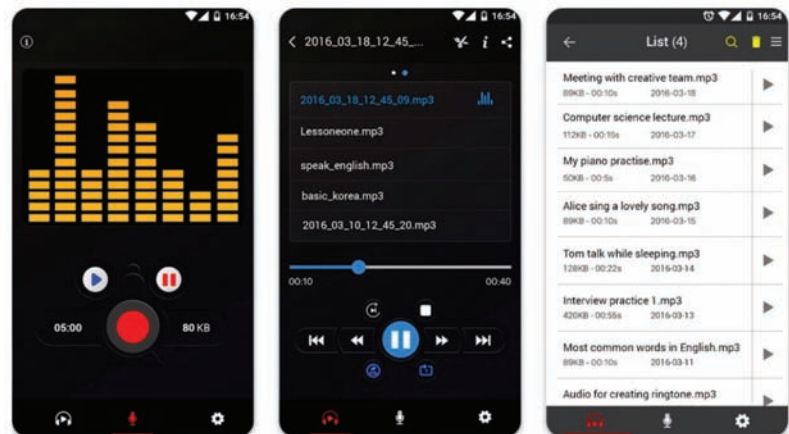 16:54
05:00
80 KB
16:54
2016_03_18_12_45_...
2016_03_18_12_45_09.mp3
Lessoneone.mp3
speak_english.mp3
basic_korea.mp3
2016_03_10_12_45_20.mp3
00:10
00:40
16:54
List (4)
Meeting with creative team.mp3
89KB - 00:10s 2016-03-18
Computer science lecture.mp3
112KB - 00:15s 2016-03-17
My piano practise.mp3
50KB - 00:5s 2016-03-16
Alice sing a lovely song.mp3
89KB - 00:10s 2016-03-15
Tom talk while sleeping.mp3
128KB - 00:22s 2016-03-14
Interview practice 1.mp3
420KB - 00:55s 2016-03-13
Most common words in English.mp3
89KB - 00:10s 2016-03-11
Audio for creating ringtone.mp3